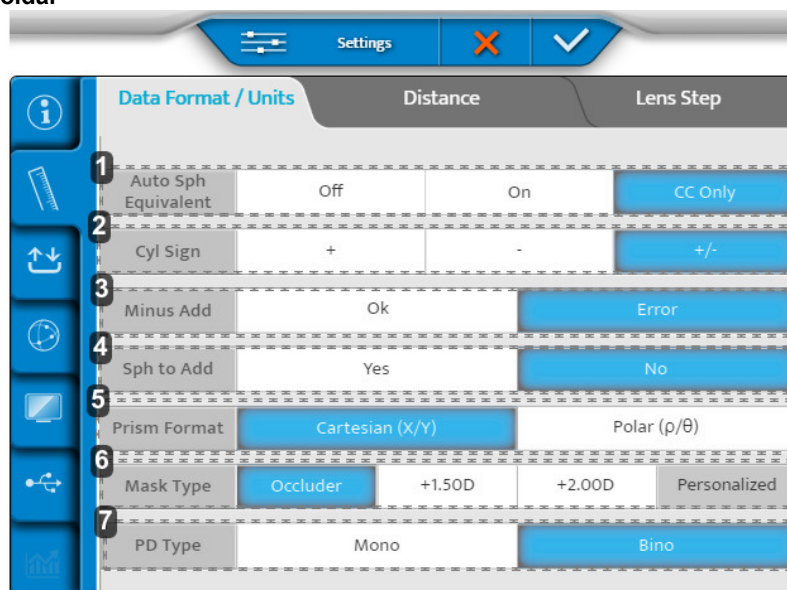 Settings
Data Format / Units Distance Lens Step
1
Auto Sph Off On CC Only
Equivalent
2
Cyl Sign + - +/-
3
Minus Add Ok Error
4
Sph to Add Yes No
5
Prism Format Cartesian (X/Y) Polar (ρ/θ)
6
Mask Type Occluder +1.50D +2.00D Personalized
7
PD Type Mono Bino